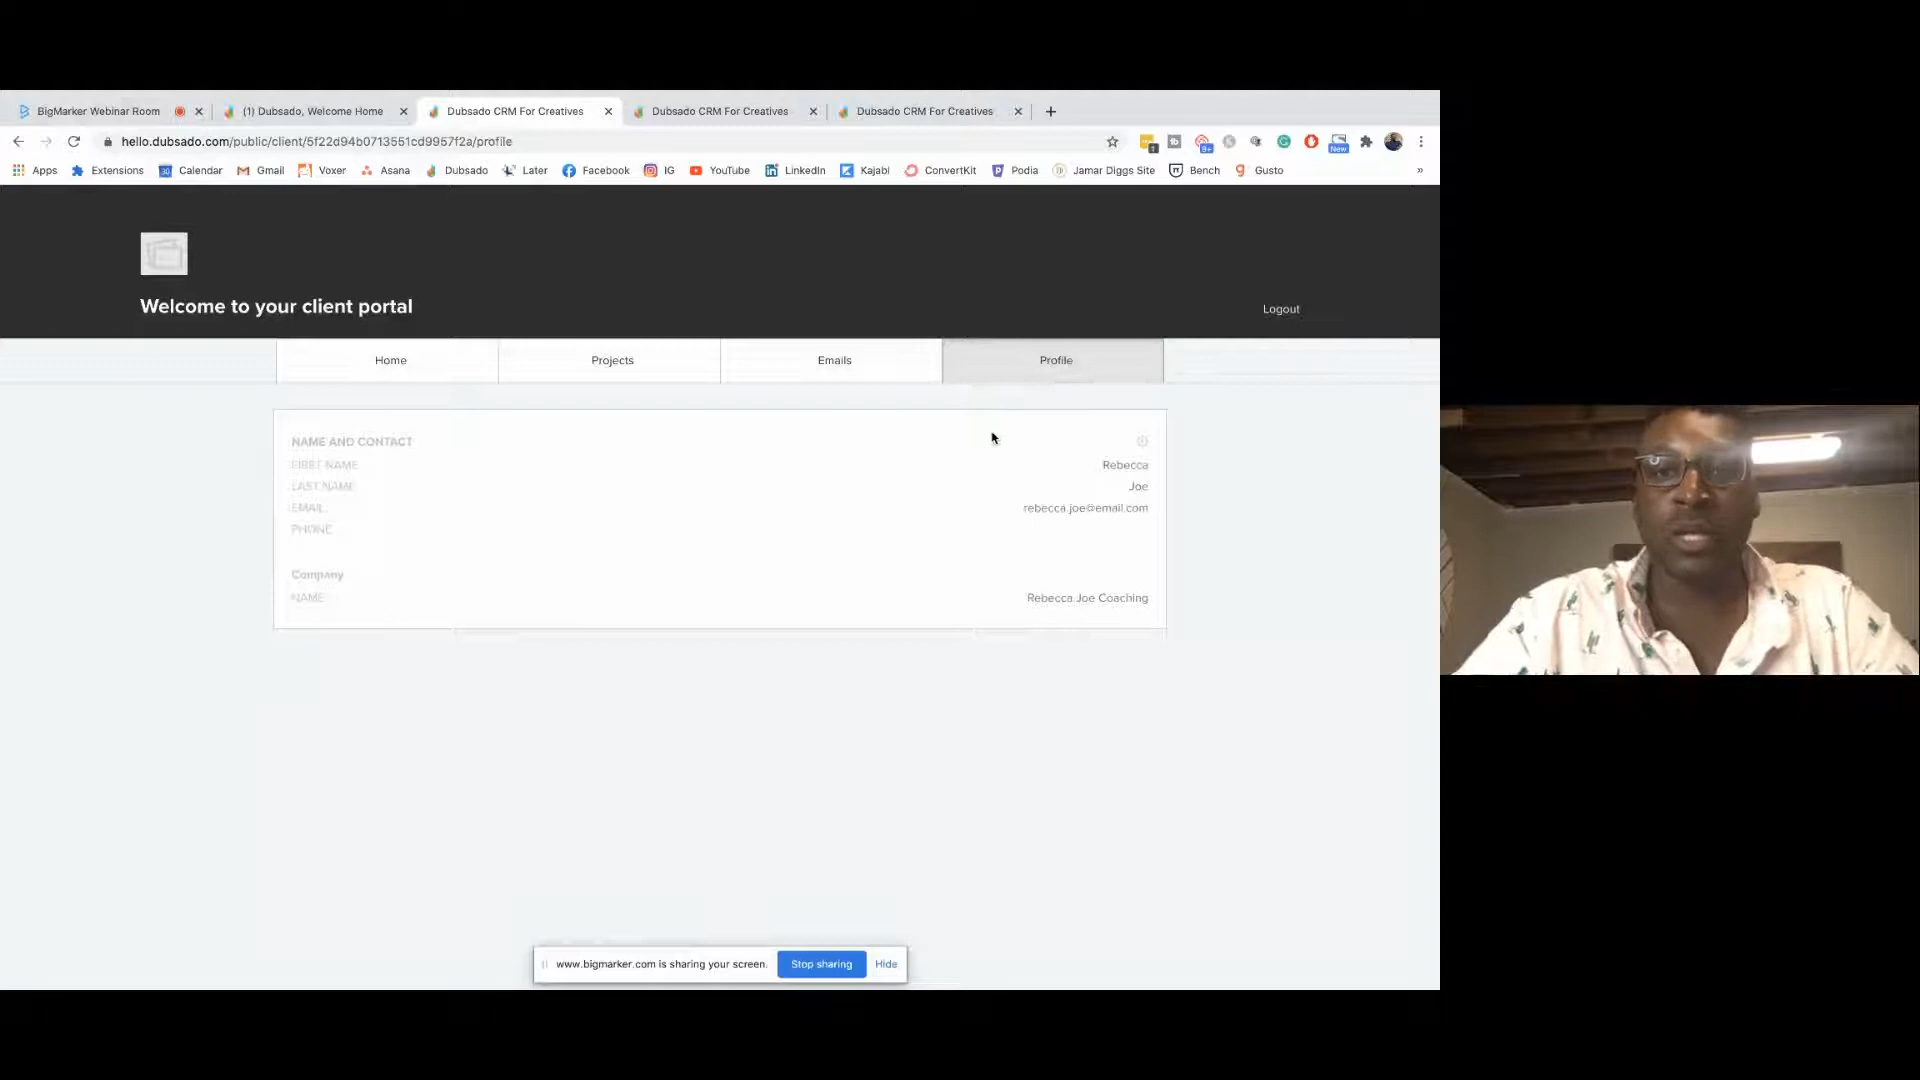 BigMarker Webinar Room
(1) Dubsado, Welcome Home
Dubsado CRM For Creatives
Dubsado CRM For Creatives
Dubsado CRM For Creatives
hello.dubsado.com/public/client/5f22d94b0713551cd9957f2a/profile
New
Apps
Extensions
Calendar
Gmail
Voxer
Asana
Dubsado
Later
Facebook
IG
YouTube
LinkedIn
Kajabi
ConvertKit
Podia
Jamar Diggs Site
Bench
Gusto
»
Welcome to your client portal
Logout
Home
Projects
Emails
Profile
NAME AND CONTACT
FIRST NAME Rebecca
LAST NAME Joe
EMAIL rebecca.joe@email.com
PHONE
Company
NAME Rebecca Joe Coaching
www.bigmarker.com is sharing your screen.
Stop sharing
Hide